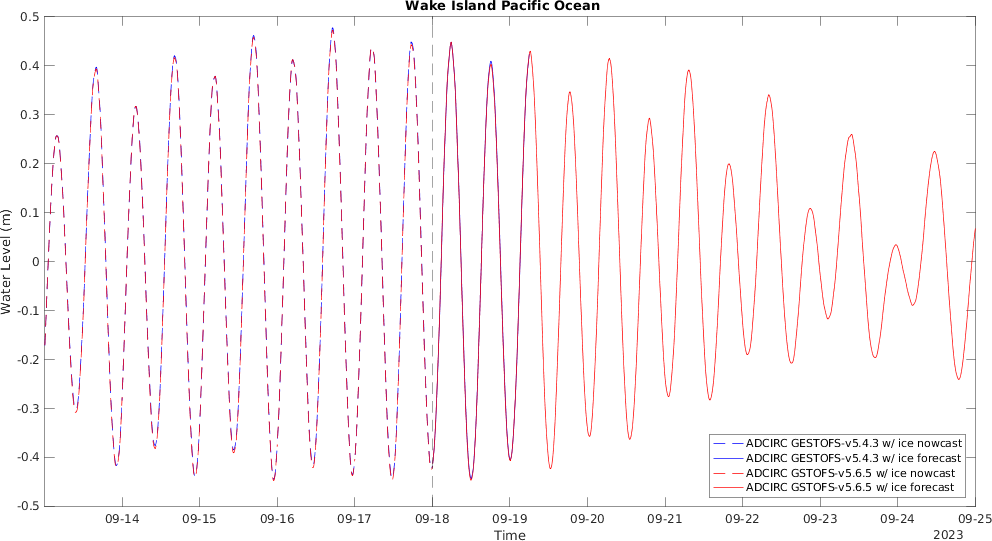 Wake Island Pacific Ocean
0.5
0.4
0.3
0.2
0.1
0
-0.1
-0.2
-0.3
-0.4
-0.5
Water Level (m)
ADCIRC GESTOFS-v5.4.3 w/ ice nowcast
ADCIRC GESTOFS-v5.4.3 w/ ice forecast
ADCIRC GSTOFS-v5.6.5 w/ ice nowcast
ADCIRC GSTOFS-v5.6.5 w/ ice forecast
09-14 09-15 09-16 09-17 09-18 09-19 09-20 09-21 09-22 09-23 09-24 09-25
Time
2023